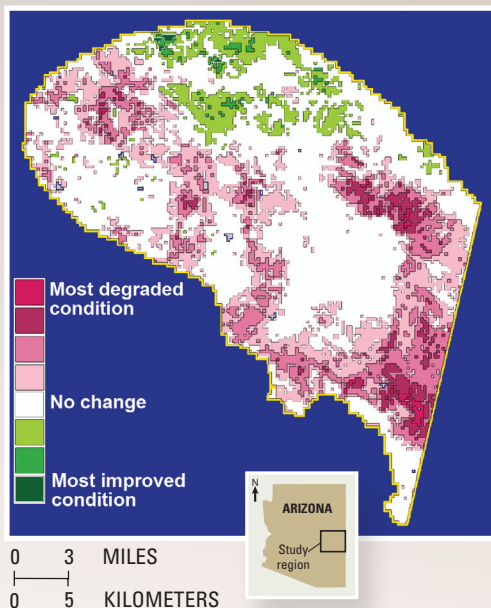 Most degraded
condition
No change
Most improved
condition
N
ARIZONA
Study
region
0 3 MILES
0 5 KILOMETERS